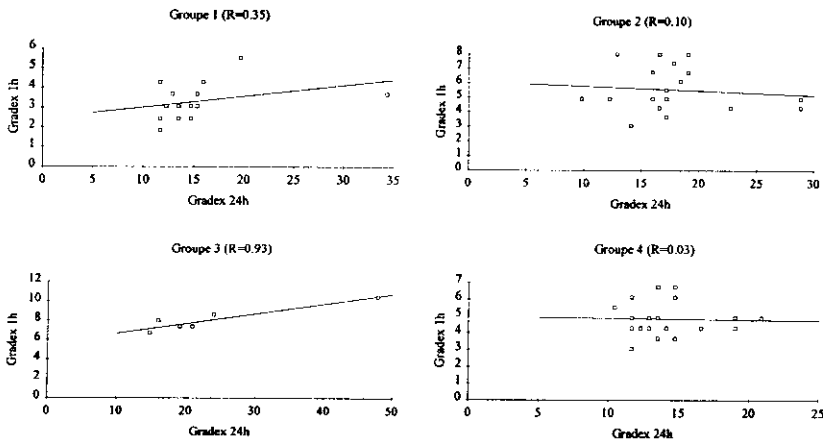 Groupe 1 (R=0.35)
Gradex 1h
6
5
4
3
2
1
0
0 5 10 15 20 25 30 35
Gradex 24h
Groupe 2 (R=0.10)
Gradex 1h
8
7
6
5
4
3
2
1
0
0 5 10 15 20 25 30
Gradex 24h
Groupe 3 (R=0.93)
Gradex 1h
12
10
8
6
4
2
0
0 10 20 30 40 50
Gradex 24h
Groupe 4 (R=0.03)
Gradex 1h
7
6
5
4
3
2
1
0
0 5 10 15 20 25
Gradex 24h